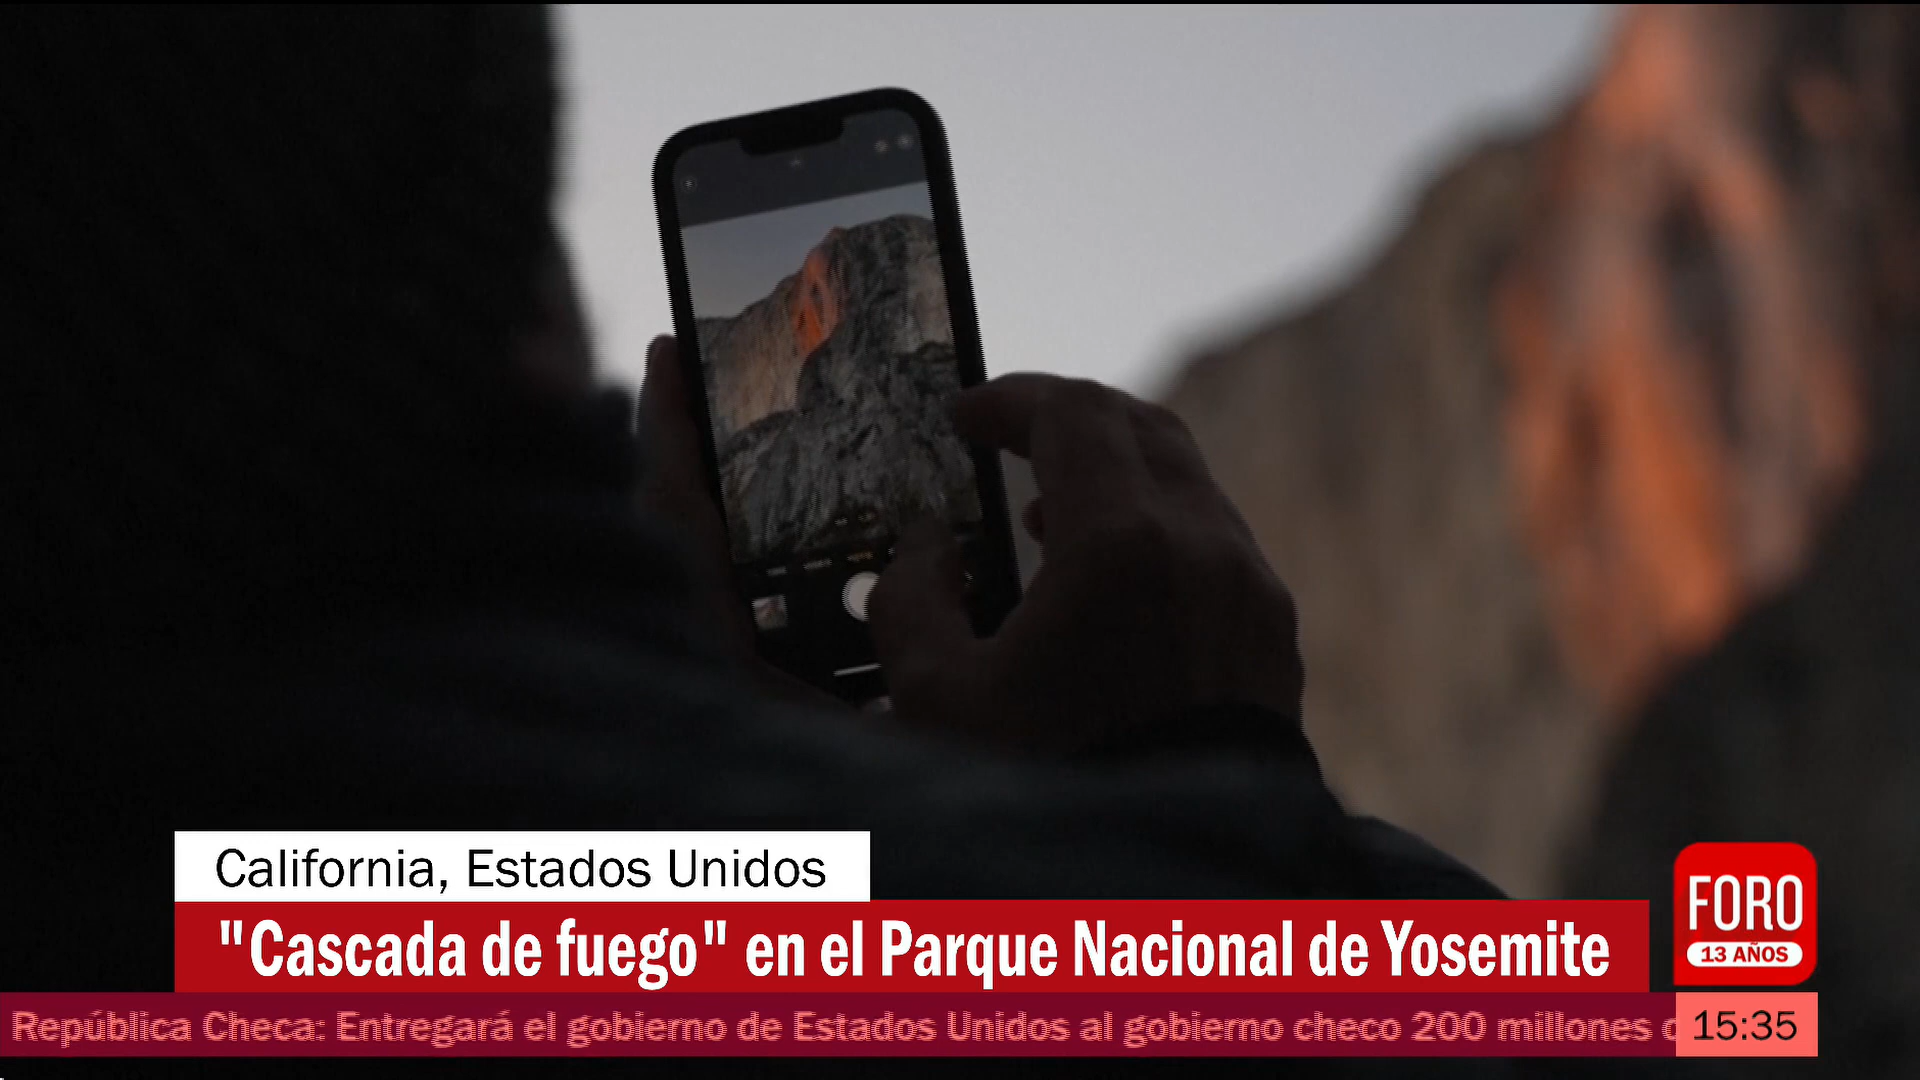 California, Estados Unidos
"Cascada de fuego" en el Parque Nacional de Yosemite
FORO
13 AÑOS
República Checa: Entregará el gobierno de Estados Unidos al gobierno checo 200 millones
15:35